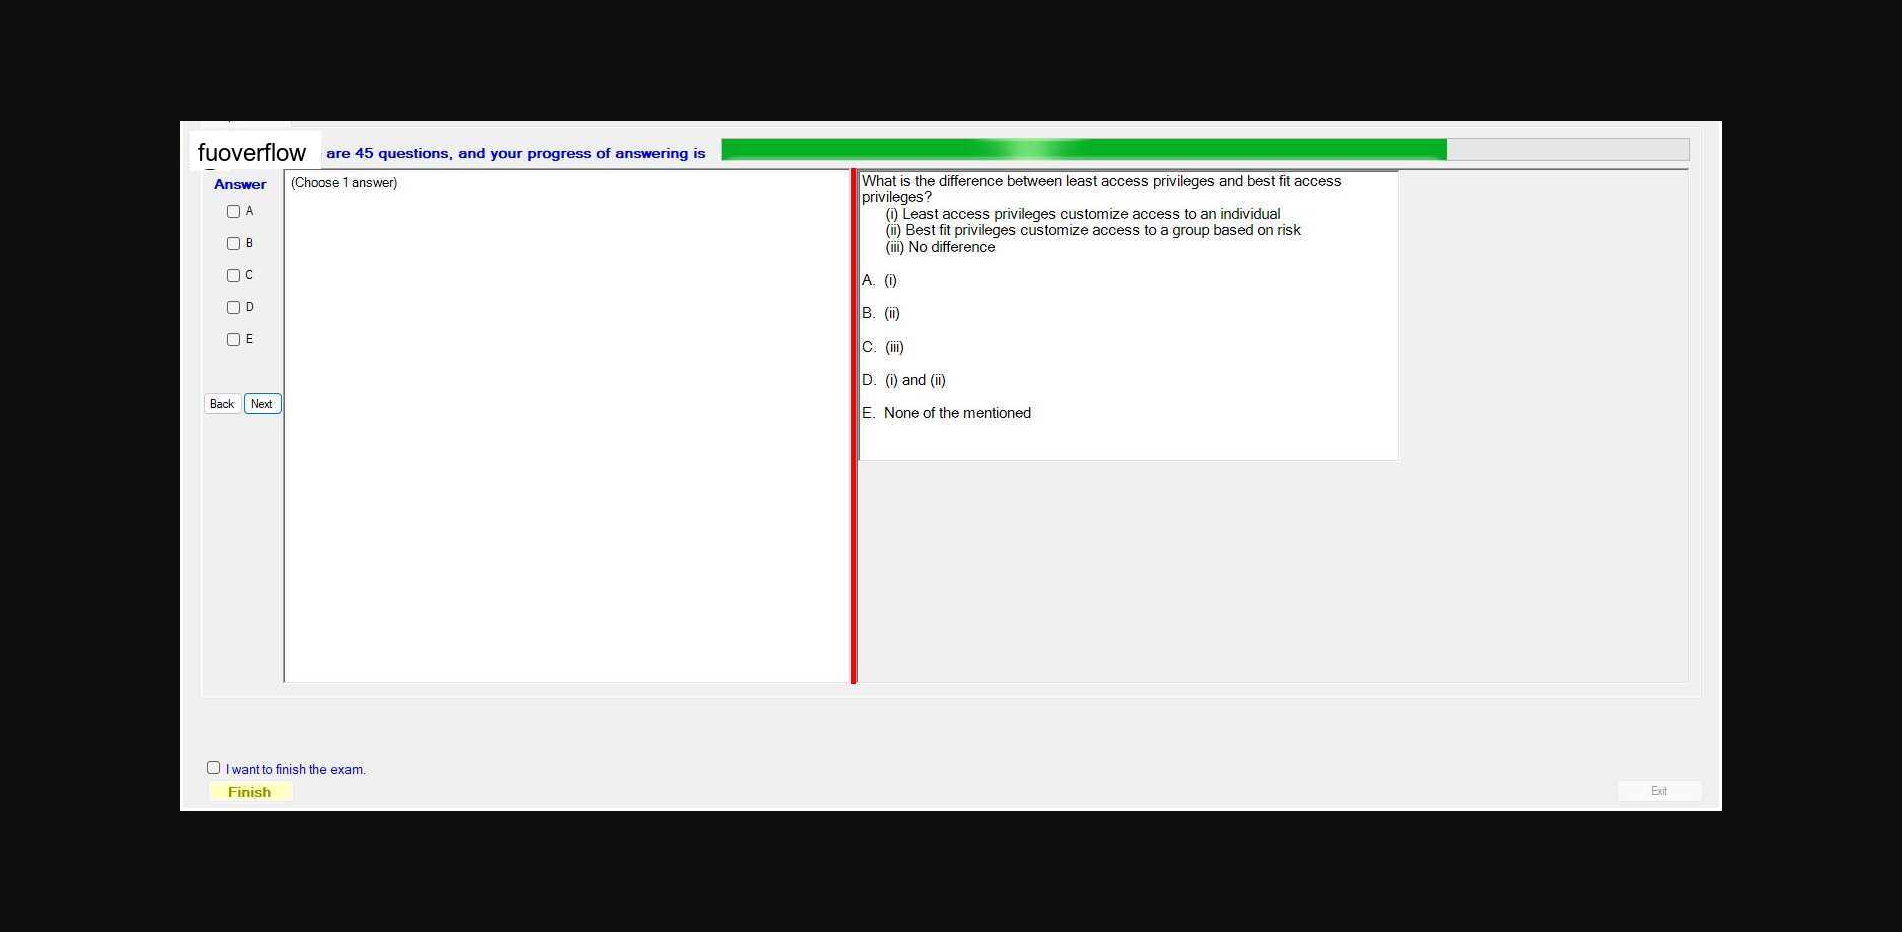 fuoverflow are 45 questions, and your progress of answering is
Answer
A
B
C
D
E
Back Next
(Choose 1 answer)
What is the difference between least access privileges and best fit access
privileges?
(i) Least access privileges customize access to an individual
(ii) Best fit privileges customize access to a group based on risk
(iii) No difference
A. (i)
B. (ii)
C. (iii)
D. (i) and (ii)
E. None of the mentioned
I want to finish the exam.
Finish
Exit